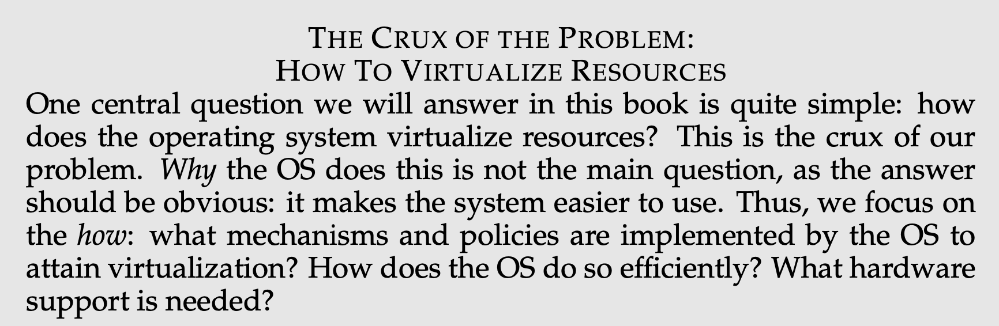 THE CRUX OF THE PROBLEM:
HOW TO VIRTUALIZE RESOURCES
One central question we will answer in this book is quite simple: how
does the operating system virtualize resources? This is the crux of our
problem. Why the OS does this is not the main question, as the answer
should be obvious: it makes the system easier to use. Thus, we focus on
the how: what mechanisms and policies are implemented by the OS to
attain virtualization? How does the OS do so efficiently? What hardware
support is needed?